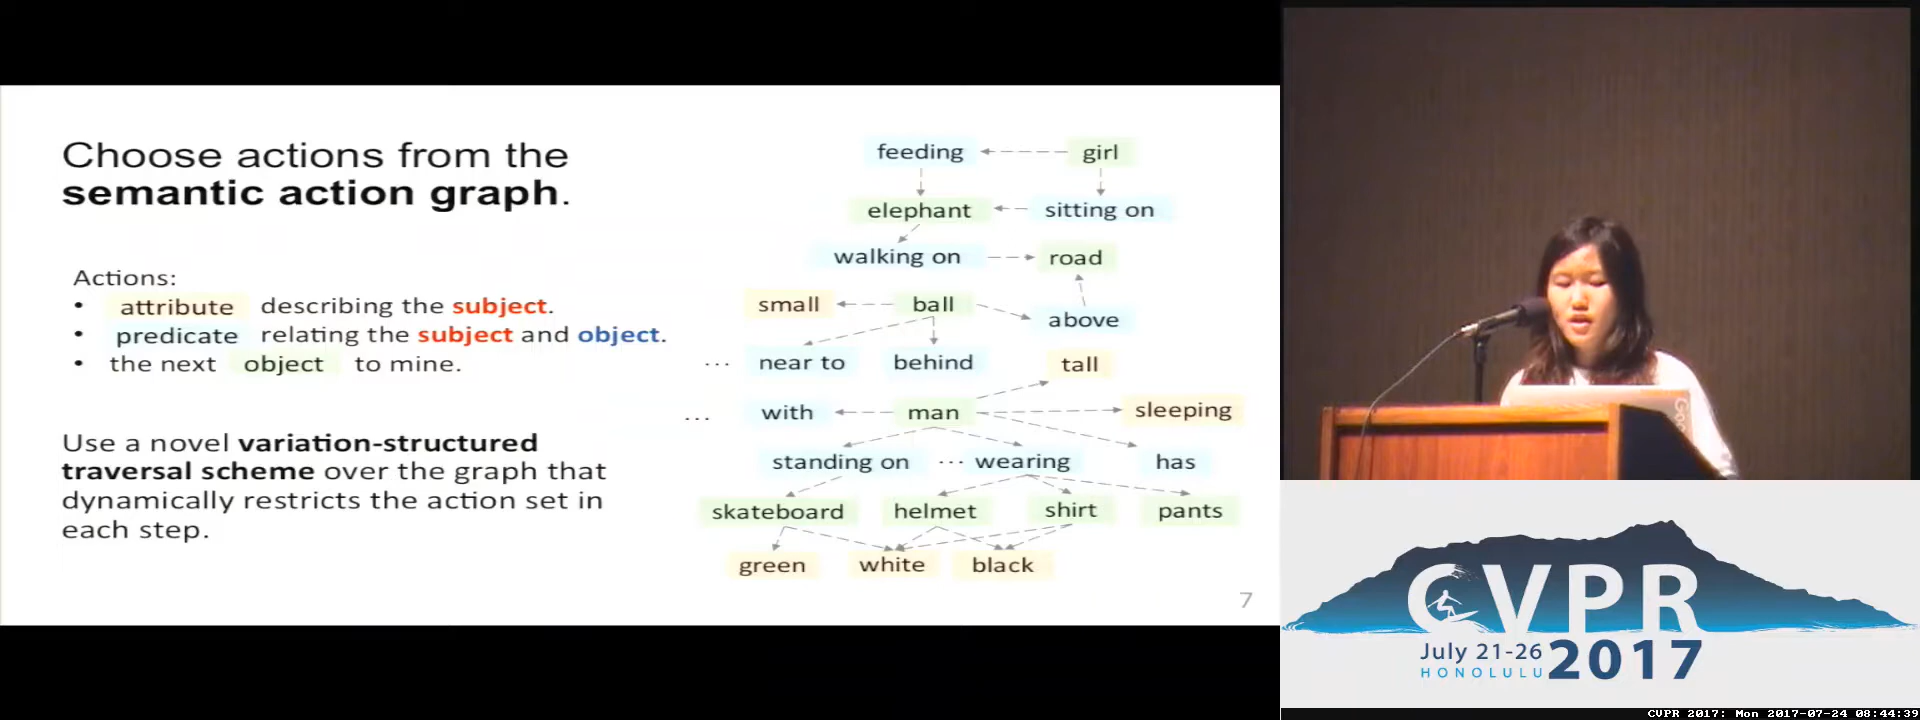 Choose actions from the
semantic action graph.
Actions:
• attribute describing the subject.
• predicate relating the subject and object.
• the next object to mine.
Use a novel variation-structured
traversal scheme over the graph that
dynamically restricts the action set in
each step.
feeding girl
elephant sitting on
walking on road
small ball above
... near to behind tall
... with man sleeping
standing on ... wearing has
skateboard helmet shirt pants
green white black
7
CVPR
July 21-26
HONOLULU
2017
CVPR 2017: Mon 2017-07-24 08:44:39